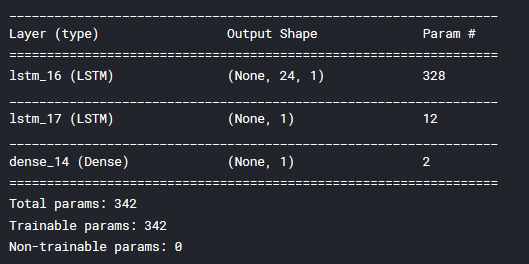 _________________________________________________________________
Layer (type)                 Output Shape              Param #
=================================================================
lstm_16 (LSTM)               (None, 24, 1)             328
_________________________________________________________________
lstm_17 (LSTM)               (None, 1)                 12
_________________________________________________________________
dense_14 (Dense)             (None, 1)                 2
=================================================================
Total params: 342
Trainable params: 342
Non-trainable params: 0